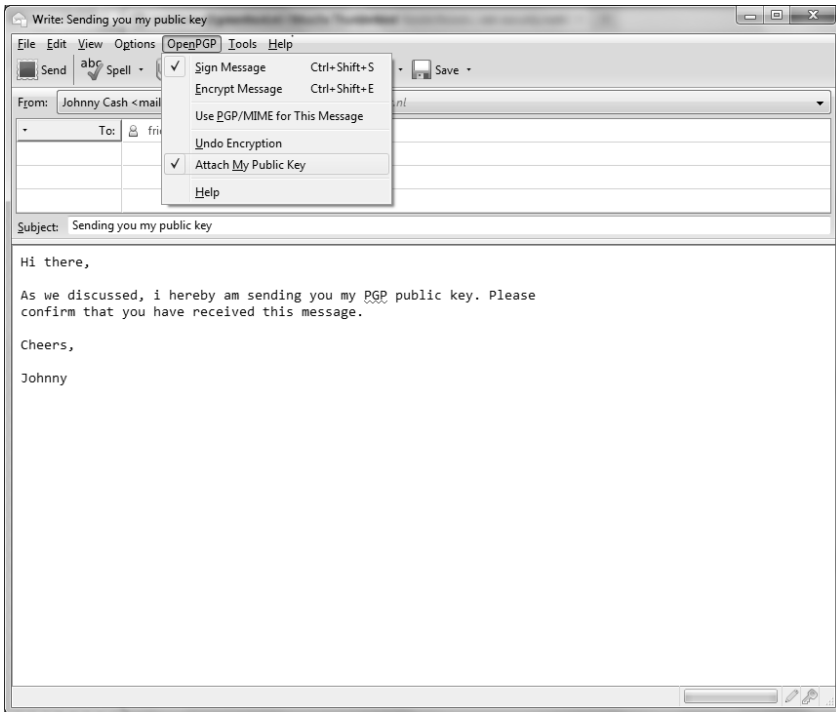 Write: Sending you my public key
File Edit View Options OpenPGP Tools Help
Send Spell Save
Sign Message Ctrl+Shift+S
Encrypt Message Ctrl+Shift+E
Use PGP/MIME for This Message
Undo Encryption
Attach My Public Key
Help
From: Johnny Cash <mail .nl
To: frie
Subject: Sending you my public key
Hi there,
As we discussed, i hereby am sending you my PGP public key. Please
confirm that you have received this message.
Cheers,
Johnny